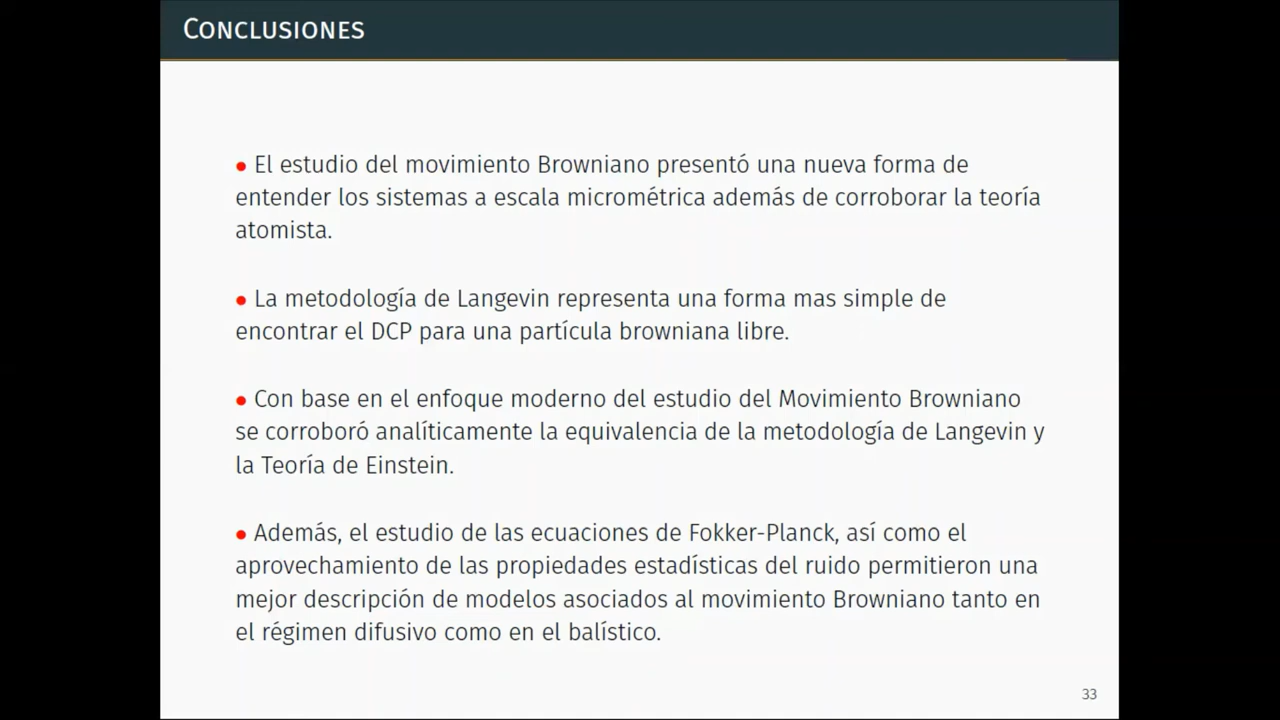 Conclusiones
• El estudio del movimiento Browniano presentó una nueva forma de
entender los sistemas a escala micrométrica además de corroborar la teoría
atomista.
• La metodología de Langevin representa una forma mas simple de
encontrar el DCP para una partícula browniana libre.
• Con base en el enfoque moderno del estudio del Movimiento Browniano
se corroboró analíticamente la equivalencia de la metodología de Langevin y
la Teoría de Einstein.
• Además, el estudio de las ecuaciones de Fokker-Planck, así como el
aprovechamiento de las propiedades estadísticas del ruido permitieron una
mejor descripción de modelos asociados al movimiento Browniano tanto en
el régimen difusivo como en el balístico.
33